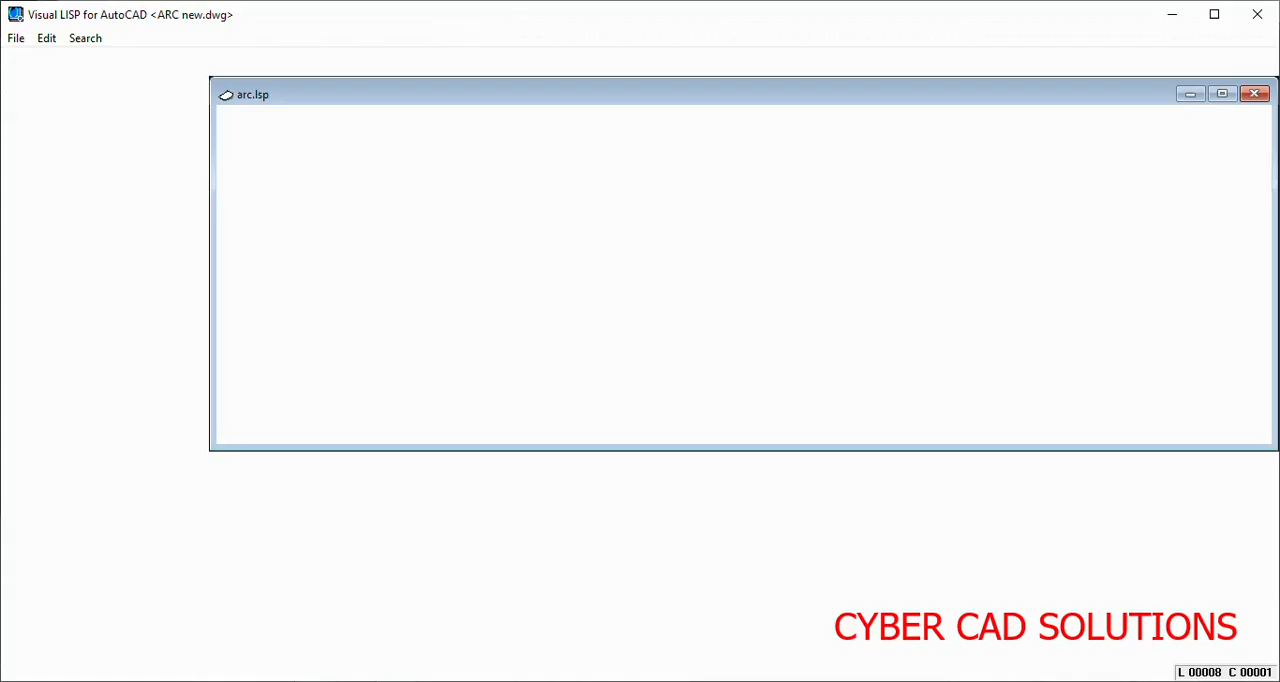 Visual LISP for AutoCAD <ARC new.dwg>
File Edit Search
arc.lsp
CYBER CAD SOLUTIONS
L 00008 C 00001